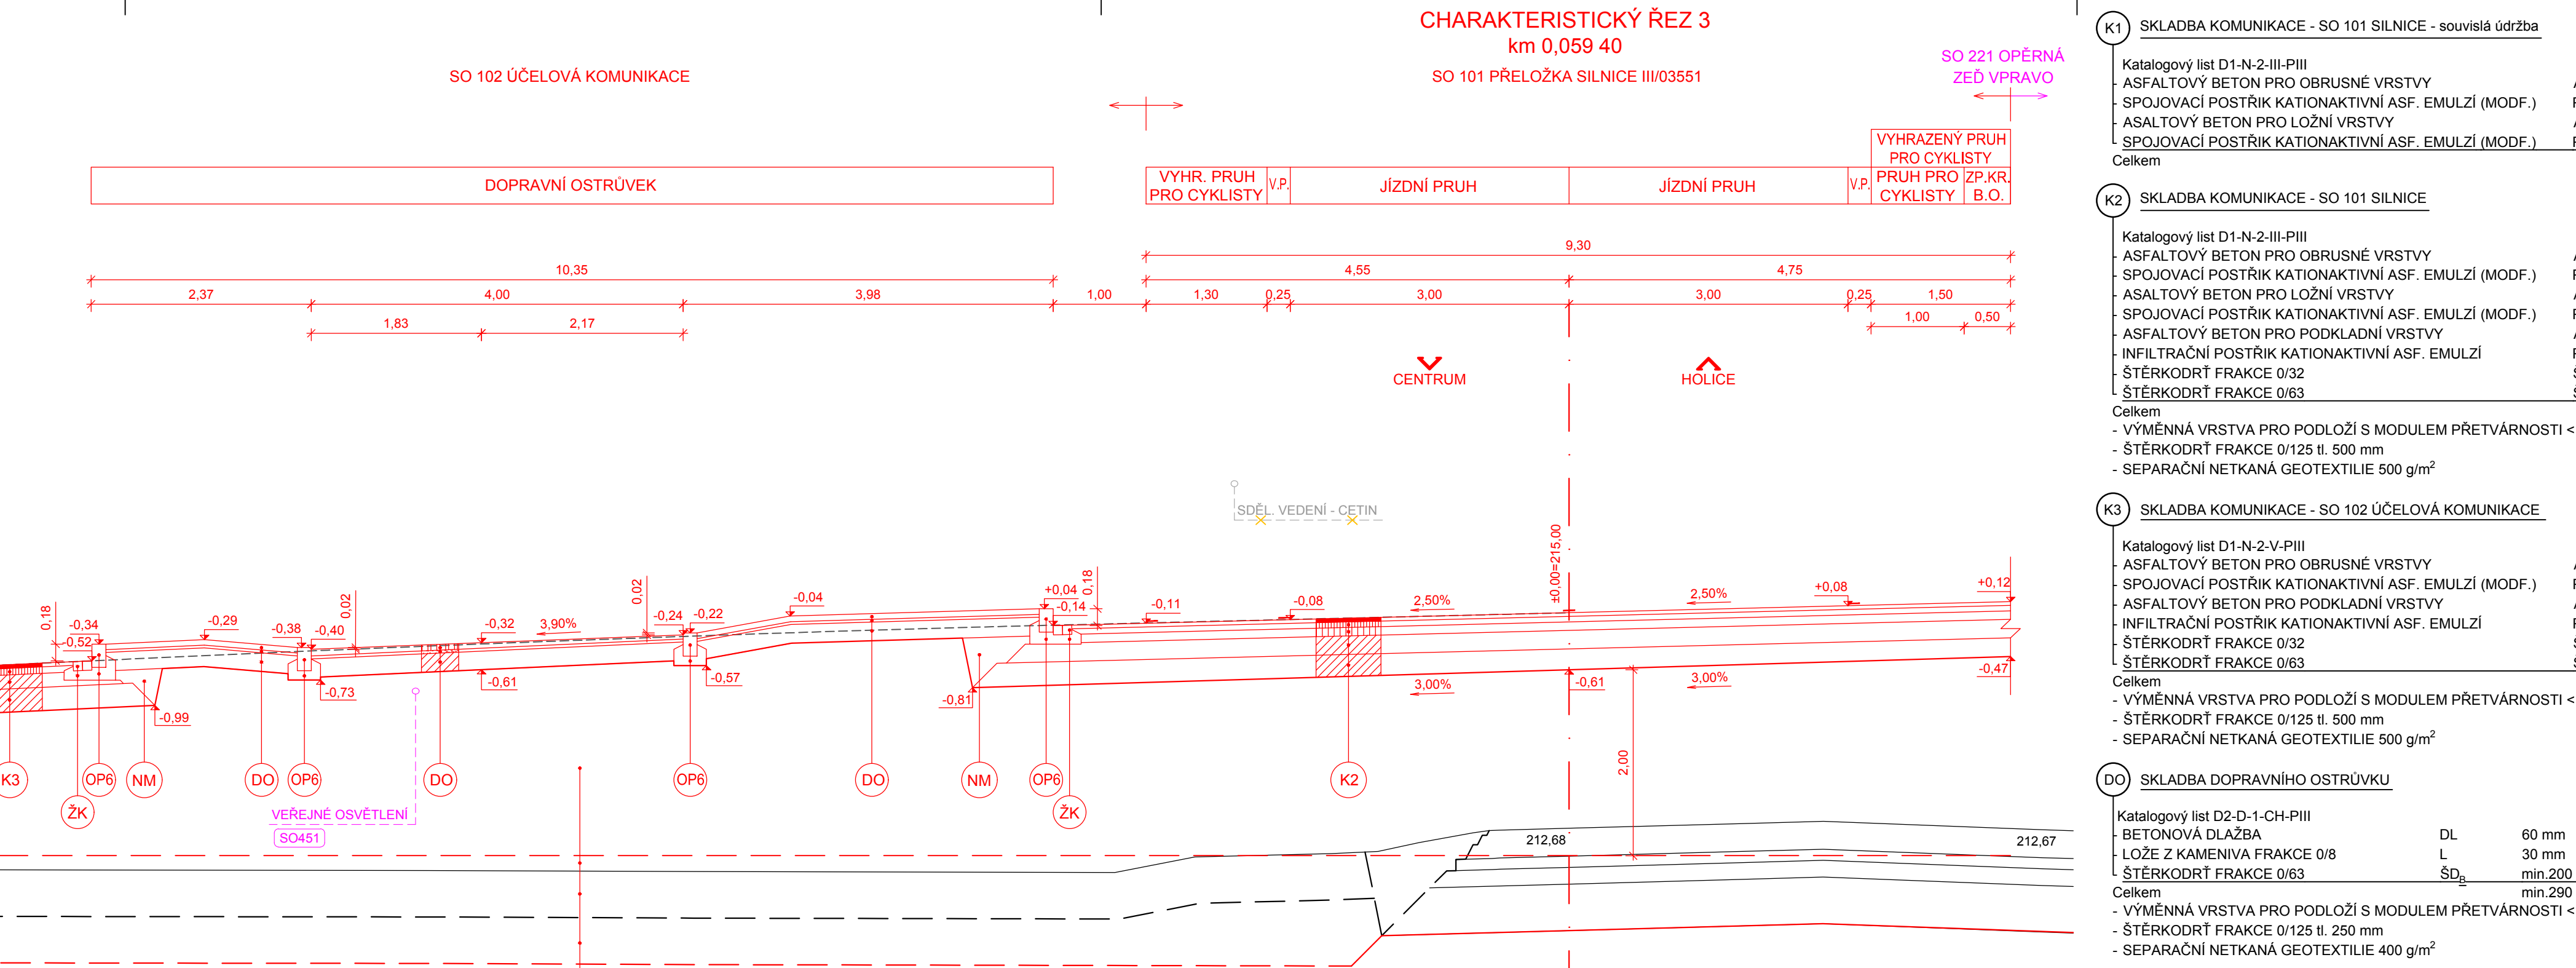 CHARAKTERISTICKÝ ŘEZ 3
km 0,059 40
SO 102 ÚČELOVÁ KOMUNIKACE
SO 101 PŘELOŽKA SILNICE III/03551
SO 221 OPĚRNÁ
ZEĎ VPRAVO
DOPRAVNÍ OSTRŮVEK
VYHR. PRUH
PRO CYKLISTY
V.P.
JÍZDNÍ PRUH
JÍZDNÍ PRUH
V.P.
VYHRAZENÝ PRUH
PRO CYKLISTY
PRUH PRO
CYKLISTY
ZP.KR.
B.O.
9,30
10,35
4,55
4,75
2,37
4,00
3,98
1,00
1,30
0,25
3,00
3,00
0,25
1,50
1,83
2,17
1,00
0,50
CENTRUM
HOLICE
SDĚL. VEDENÍ - CETIN
±0,00=215,00
0,18
-0,34
-0,52
-0,29
-0,38
-0,40
0,02
-0,32
3,90%
0,02
-0,24
-0,22
-0,04
+0,04
-0,14
0,18
-0,11
-0,08
2,50%
2,50%
+0,08
+0,12
-0,99
-0,73
-0,61
-0,57
-0,81
3,00%
-0,61
3,00%
-0,47
2,00
K3
ŽK
OP6
NM
DO
OP6
DO
OP6
DO
NM
OP6
ŽK
K2
VEŘEJNÉ OSVĚTLENÍ
SO451
212,68
212,67
K1
SKLADBA KOMUNIKACE - SO 101 SILNICE - souvislá údržba
Katalogový list D1-N-2-III-PIII
- ASFALTOVÝ BETON PRO OBRUSNÉ VRSTVY
- SPOJOVACÍ POSTŘIK KATIONAKTIVNÍ ASF. EMULZÍ (MODF.)
- ASALTOVÝ BETON PRO LOŽNÍ VRSTVY
- SPOJOVACÍ POSTŘIK KATIONAKTIVNÍ ASF. EMULZÍ (MODF.)
Celkem
K2
SKLADBA KOMUNIKACE - SO 101 SILNICE
Katalogový list D1-N-2-III-PIII
- ASFALTOVÝ BETON PRO OBRUSNÉ VRSTVY
- SPOJOVACÍ POSTŘIK KATIONAKTIVNÍ ASF. EMULZÍ (MODF.)
- ASALTOVÝ BETON PRO LOŽNÍ VRSTVY
- SPOJOVACÍ POSTŘIK KATIONAKTIVNÍ ASF. EMULZÍ (MODF.)
- ASFALTOVÝ BETON PRO PODKLADNÍ VRSTVY
- INFILTRAČNÍ POSTŘIK KATIONAKTIVNÍ ASF. EMULZÍ
- ŠTĚRKODRŤ FRAKCE 0/32
- ŠTĚRKODRŤ FRAKCE 0/63
Celkem
- VÝMĚNNÁ VRSTVA PRO PODLOŽÍ S MODULEM PŘETVÁRNOSTI <
- ŠTĚRKODRŤ FRAKCE 0/125 tl. 500 mm
- SEPARAČNÍ NETKANÁ GEOTEXTILIE 500 g/m²
K3
SKLADBA KOMUNIKACE - SO 102 ÚČELOVÁ KOMUNIKACE
Katalogový list D1-N-2-V-PIII
- ASFALTOVÝ BETON PRO OBRUSNÉ VRSTVY
- SPOJOVACÍ POSTŘIK KATIONAKTIVNÍ ASF. EMULZÍ (MODF.)
- ASFALTOVÝ BETON PRO PODKLADNÍ VRSTVY
- INFILTRAČNÍ POSTŘIK KATIONAKTIVNÍ ASF. EMULZÍ
- ŠTĚRKODRŤ FRAKCE 0/32
- ŠTĚRKODRŤ FRAKCE 0/63
Celkem
- VÝMĚNNÁ VRSTVA PRO PODLOŽÍ S MODULEM PŘETVÁRNOSTI <
- ŠTĚRKODRŤ FRAKCE 0/125 tl. 500 mm
- SEPARAČNÍ NETKANÁ GEOTEXTILIE 500 g/m²
DO
SKLADBA DOPRAVNÍHO OSTRŮVKU
Katalogový list D2-D-1-CH-PIII
- BETONOVÁ DLAŽBA DL 60 mm
- LOŽE Z KAMENIVA FRAKCE 0/8 L 30 mm
- ŠTĚRKODRŤ FRAKCE 0/63 ŠDB min.200
Celkem min.290
- VÝMĚNNÁ VRSTVA PRO PODLOŽÍ S MODULEM PŘETVÁRNOSTI <
- ŠTĚRKODRŤ FRAKCE 0/125 tl. 250 mm
- SEPARAČNÍ NETKANÁ GEOTEXTILIE 400 g/m²